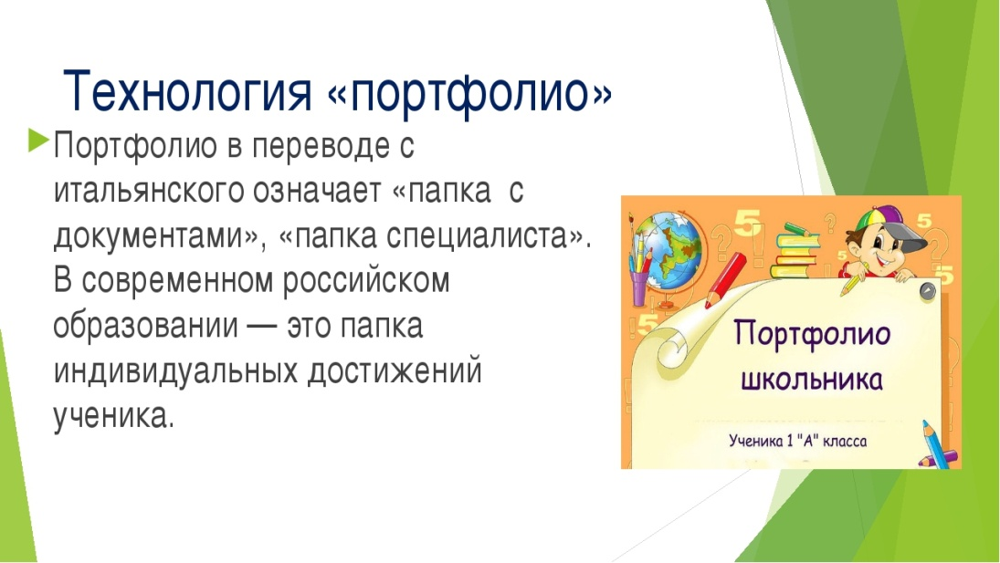 Технология «портфолио»
Портфолио в переводе с
итальянского означает «папка с
документами», «папка специалиста».
В современном российском
образовании — это папка
индивидуальных достижений
ученика.
5
5
5
5
5
Портфолио
школьника
Ученика 1 "А" класса